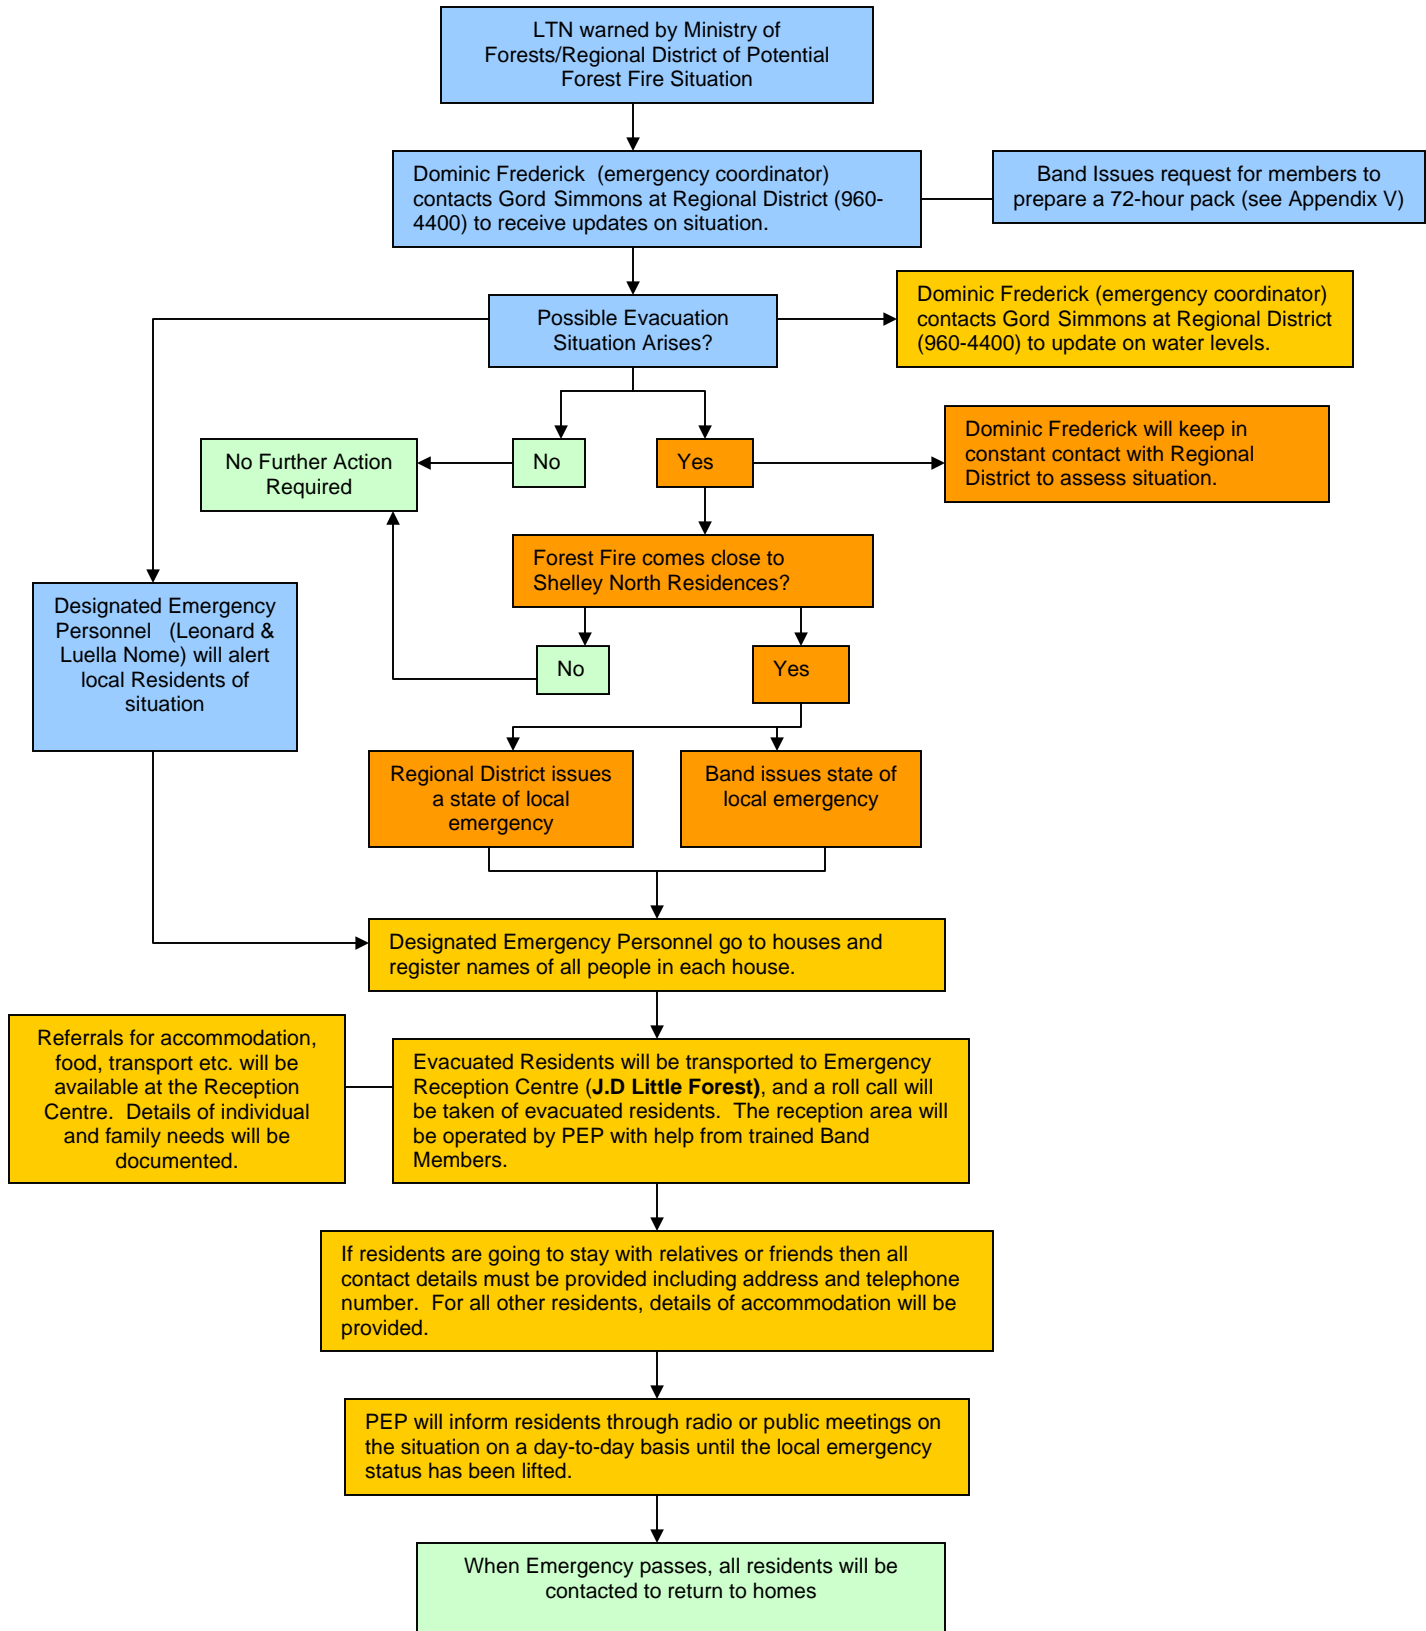 LTN warned by Ministry of
Forests/Regional District of Potential
Forest Fire Situation
Dominic Frederick (emergency coordinator)
contacts Gord Simmons at Regional District (960-
4400) to receive updates on situation.
Band Issues request for members to
prepare a 72-hour pack (see Appendix V)
Possible Evacuation
Situation Arises?
Dominic Frederick (emergency coordinator)
contacts Gord Simmons at Regional District
(960-4400) to update on water levels.
No Further Action
Required
No
Yes
Dominic Frederick will keep in
constant contact with Regional
District to assess situation.
Forest Fire comes close to
Shelley North Residences?
Designated Emergency
Personnel (Leonard &
Luella Nome) will alert
local Residents of
situation
No
Yes
Regional District issues
a state of local
emergency
Band issues state of
local emergency
Designated Emergency Personnel go to houses and
register names of all people in each house.
Referrals for accommodation,
food, transport etc. will be
available at the Reception
Centre. Details of individual
and family needs will be
documented.
Evacuated Residents will be transported to Emergency
Reception Centre (J.D Little Forest), and a roll call will
be taken of evacuated residents. The reception area will
be operated by PEP with help from trained Band
Members.
If residents are going to stay with relatives or friends then all
contact details must be provided including address and telephone
number. For all other residents, details of accommodation will be
provided.
PEP will inform residents through radio or public meetings on
the situation on a day-to-day basis until the local emergency
status has been lifted.
When Emergency passes, all residents will be
contacted to return to homes